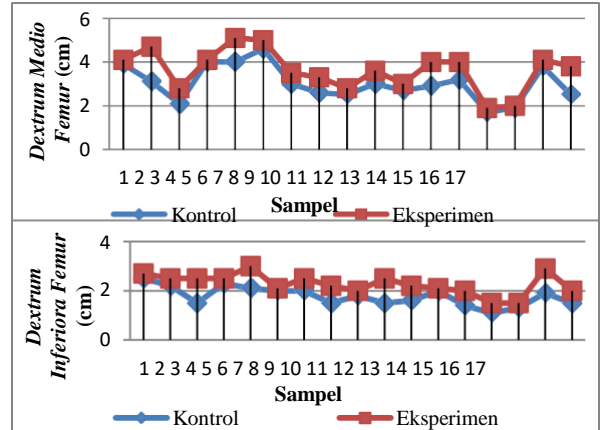 Dextrum Medio
Femur (cm)
6
4
2
0
1 2 3 4 5 6 7 8 9 10 11 12 13 14 15 16 17
Sampel
Kontrol Eksperimen
Dextrum
Inferiora Femur
(cm)
4
2
0
1 2 3 4 5 6 7 8 9 10 11 12 13 14 15 16 17
Sampel
Kontrol Eksperimen